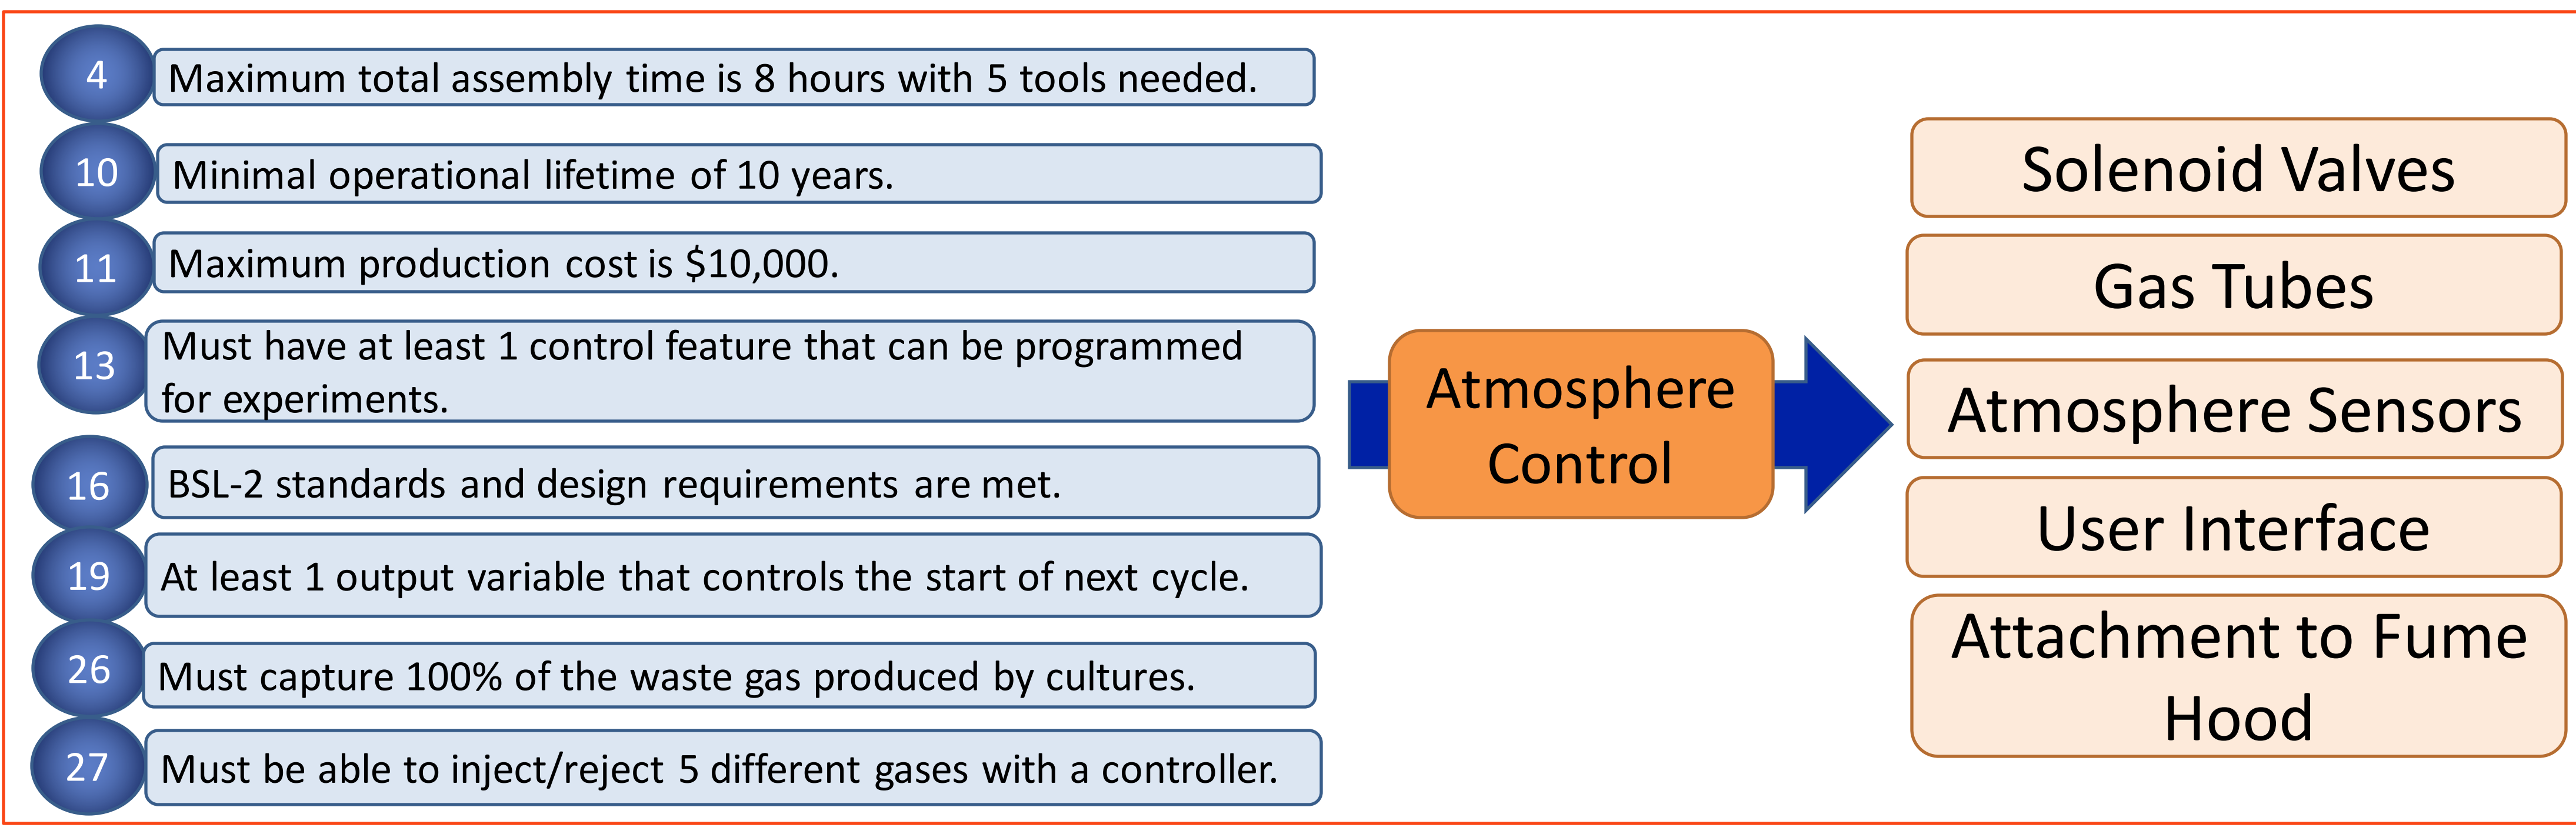 4
Maximum total assembly time is 8 hours with 5 tools needed.
10
Minimal operational lifetime of 10 years.
11
Maximum production cost is $10,000.
13
Must have at least 1 control feature that can be programmed
for experiments.
16
BSL-2 standards and design requirements are met.
19
At least 1 output variable that controls the start of next cycle.
26
Must capture 100% of the waste gas produced by cultures.
27
Must be able to inject/reject 5 different gases with a controller.
Atmosphere
Control
Solenoid Valves
Gas Tubes
Atmosphere Sensors
User Interface
Attachment to Fume
Hood